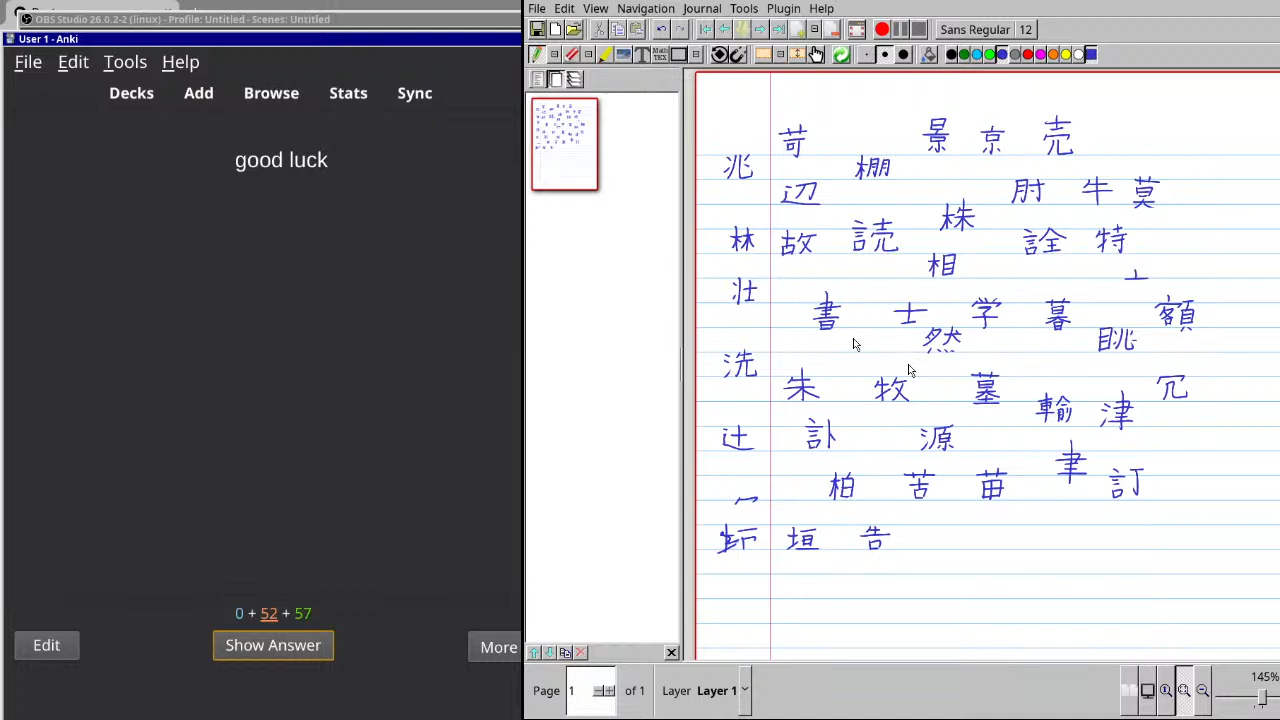 OBS Studio 26.0.2-2 (linux) - Profile: Untitled - Scenes: Untitled
User 1 - Anki
File Edit Tools Help
Decks Add Browse Stats Sync
good luck
0 + 52 + 57
Edit Show Answer More
File Edit View Navigation Journal Tools Plugin Help
Sans Regular 12
苛 景 京 売
兆 棚
辺 肘 牛 莫
株
林 故 読 詮 特
相
壮 書 士 学 暮 額
然 眺
洗 朱 牧 墓 冗
輸 津
辻 訃 源
聿
柏 苦 苗 訂
垣 告
Page 1 of 1 Layer Layer 1
145%